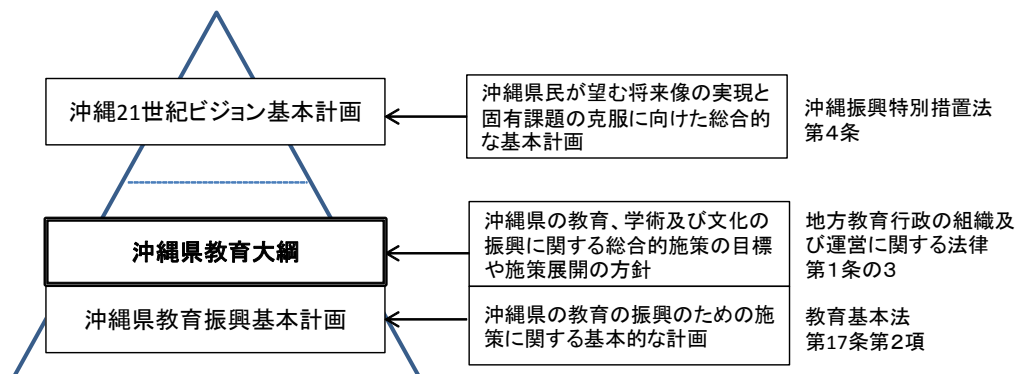 沖縄21世紀ビジョン基本計画
沖縄県民が望む将来像の実現と
固有課題の克服に向けた総合的
な基本計画
沖縄振興特別措置法
第4条
沖縄県教育大綱
沖縄県の教育、学術及び文化の
振興に関する総合的施策の目標
や施策展開の方針
地方教育行政の組織及
び運営に関する法律
第1条の3
沖縄県教育振興基本計画
沖縄県の教育の振興のための施
策に関する基本的な計画
教育基本法
第17条第2項